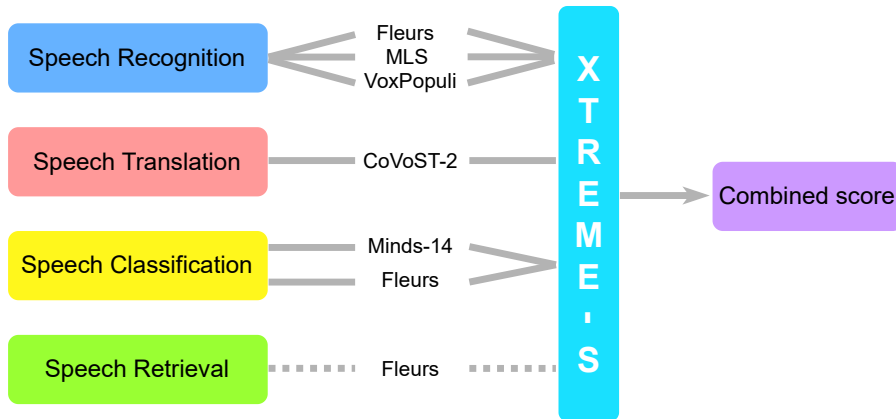 Speech Recognition
Fleurs
MLS
VoxPopuli
Speech Translation
CoVoST-2
Speech Classification
Minds-14
Fleurs
Speech Retrieval
Fleurs
XTREME-S
Combined score